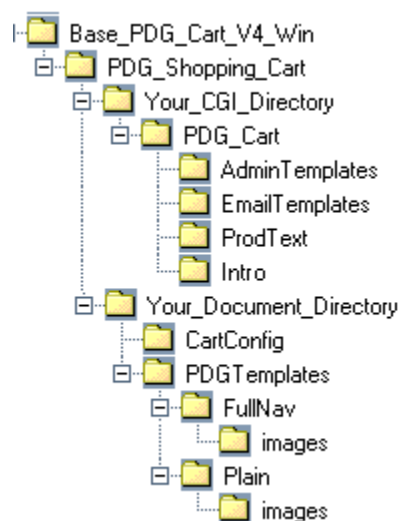 Base_PDG_Cart_V4_Win
PDG_Shopping_Cart
Your_CGI_Directory
PDG_Cart
AdminTemplates
EmailTemplates
ProdText
Intro
Your_Document_Directory
CartConfig
PDGTemplates
FullNav
images
Plain
images